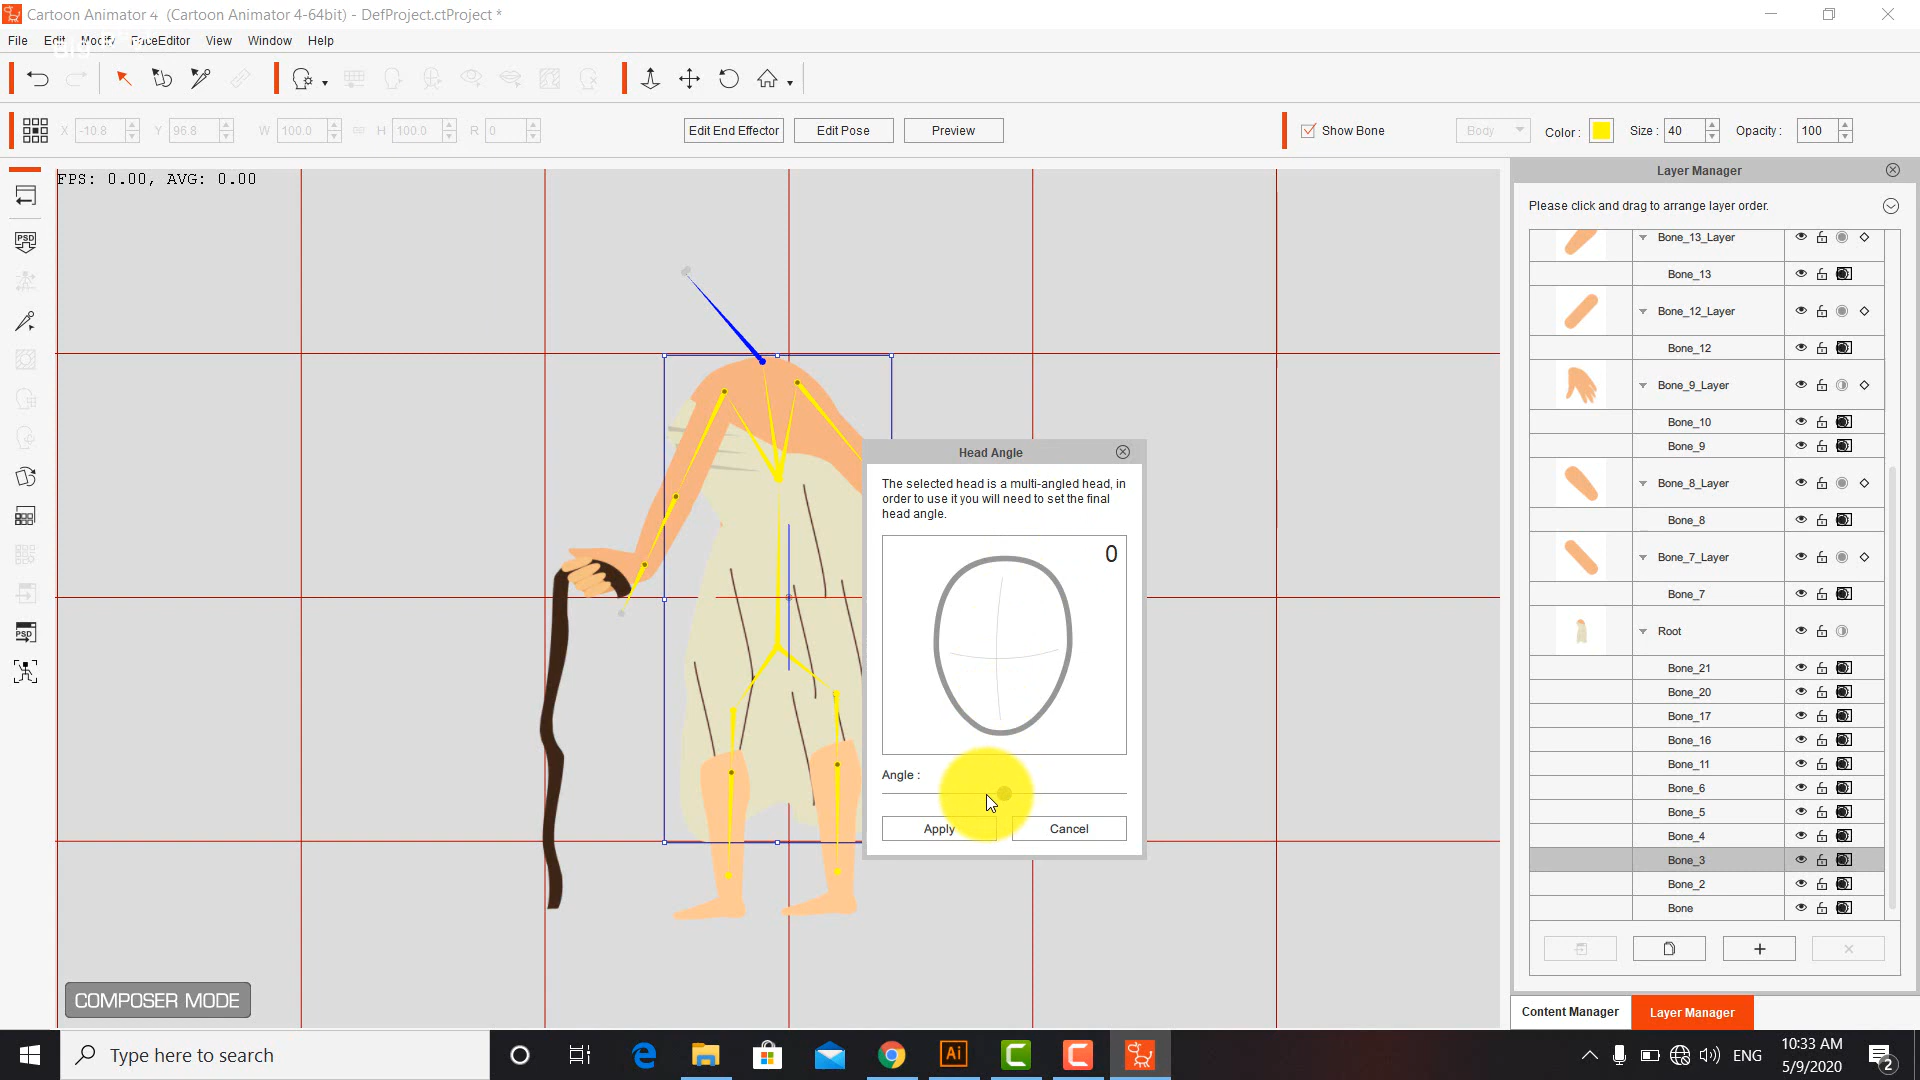 Cartoon Animator 4 (Cartoon Animator 4-64bit) - DefProject.ctProject *
File Edit Modify FaceEditor View Window Help
X -10.8 Y 96.8 W 100.0 H 100.0 R 0 Edit End Effector Edit Pose Preview Show Bone Body Color : Size : 40 Opacity : 100
FPS: 0.00, AVG: 0.00
PSD
PSD
Head Angle
The selected head is a multi-angled head, in
order to use it you will need to set the final
head angle.
0
Angle :
Apply Cancel
COMPOSER MODE
Layer Manager
Please click and drag to arrange layer order.
Bone_13_Layer
Bone_13
Bone_12_Layer
Bone_12
Bone_9_Layer
Bone_10
Bone_9
Bone_8_Layer
Bone_8
Bone_7_Layer
Bone_7
Root
Bone_21
Bone_20
Bone_17
Bone_16
Bone_11
Bone_6
Bone_5
Bone_4
Bone_3
Bone_2
Bone
Content Manager Layer Manager
Type here to search
Ai
ENG
10:33 AM
5/9/2020
2